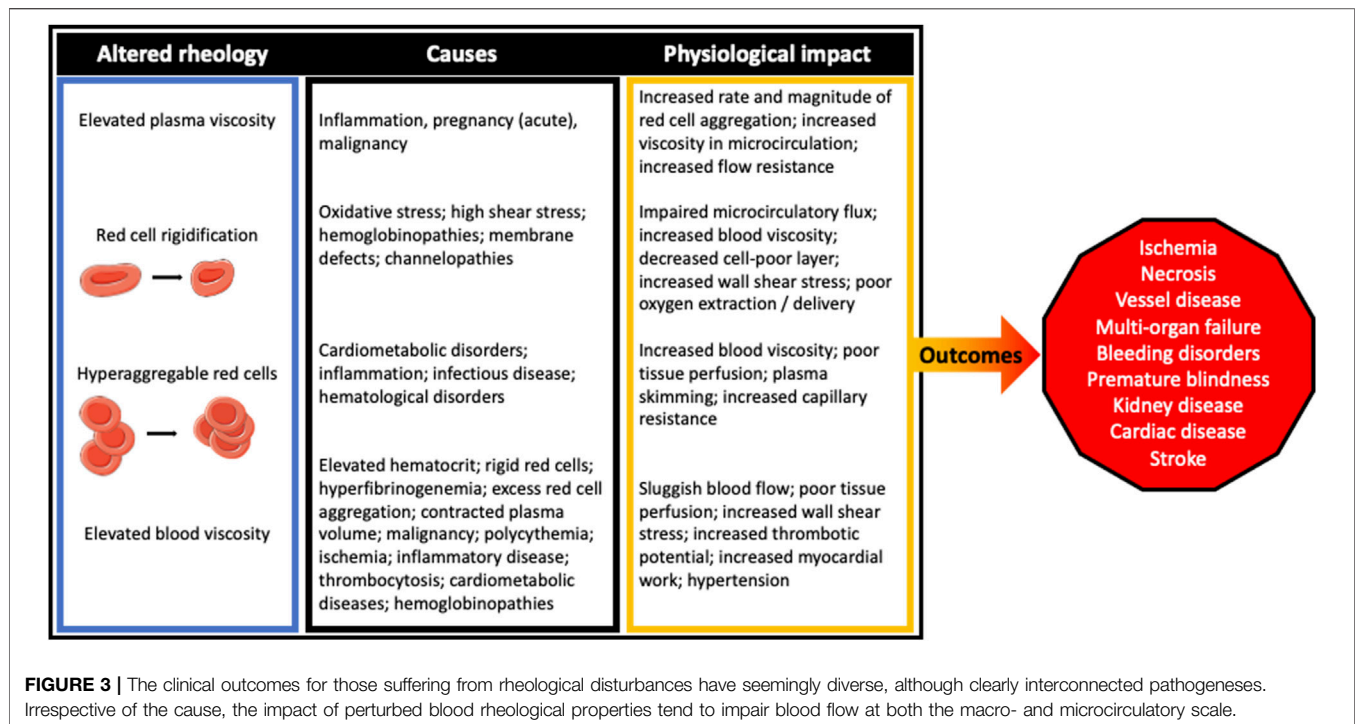 Altered rheology
Causes
Physiological impact
Elevated plasma viscosity
Inflammation, pregnancy (acute),
malignancy
Increased rate and magnitude of
red cell aggregation; increased
viscosity in microcirculation;
increased flow resistance
Red cell rigidification
Oxidative stress; high shear stress;
hemoglobinopathies; membrane
defects; channelopathies
Impaired microcirculatory flux;
increased blood viscosity;
decreased cell-poor layer;
increased wall shear stress; poor
oxygen extraction / delivery
Hyperaggregable red cells
Cardiometabolic disorders;
inflammation; infectious disease;
hematological disorders
Increased blood viscosity; poor
tissue perfusion; plasma
skimming; increased capillary
resistance
Elevated blood viscosity
Elevated hematocrit; rigid red cells;
hyperfibrinogenemia; excess red cell
aggregation; contracted plasma
volume; malignancy; polycythemia;
ischemia; inflammatory disease;
thrombocytosis; cardiometabolic
diseases; hemoglobinopathies
Sluggish blood flow; poor tissue
perfusion; increased wall shear
stress; increased thrombotic
potential; increased myocardial
work; hypertension
Outcomes
Ischemia
Necrosis
Vessel disease
Multi-organ failure
Bleeding disorders
Premature blindness
Kidney disease
Cardiac disease
Stroke
FIGURE 3 | The clinical outcomes for those suffering from rheological disturbances have seemingly diverse, although clearly interconnected pathogeneses.
Irrespective of the cause, the impact of perturbed blood rheological properties tend to impair blood flow at both the macro- and microcirculatory scale.